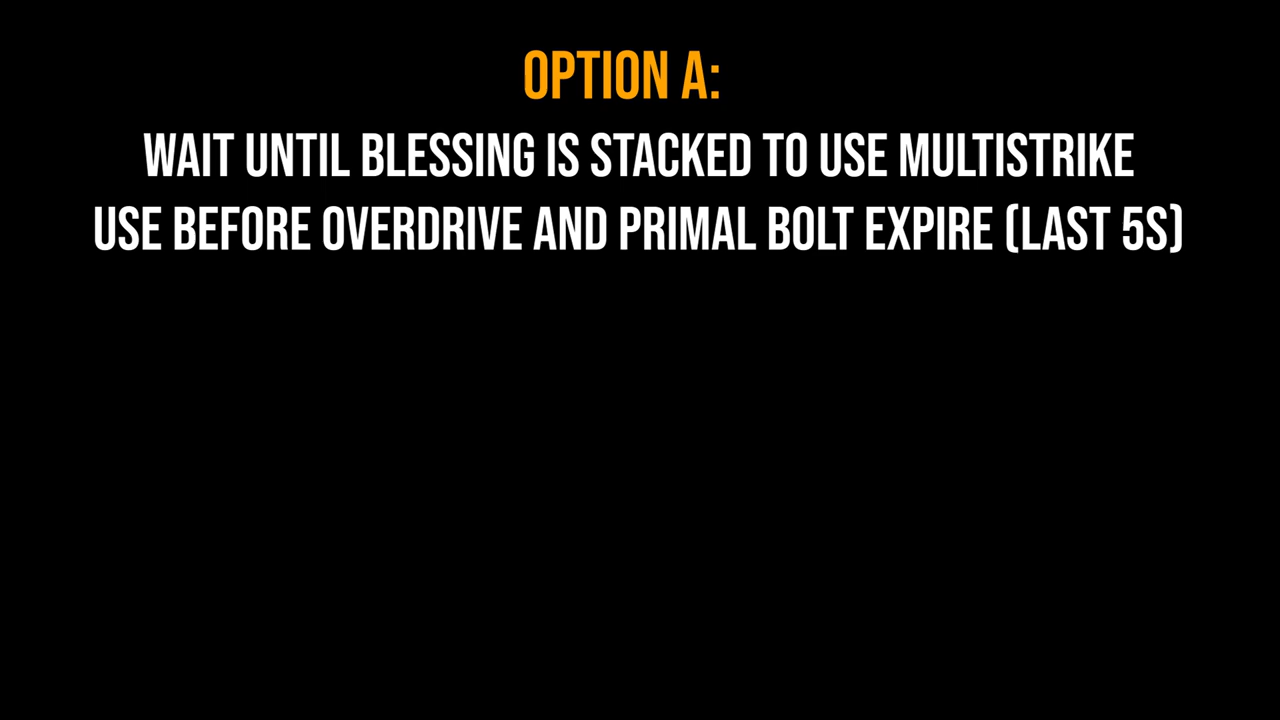 OPTION A:
WAIT UNTIL BLESSING IS STACKED TO USE MULTISTRIKE
USE BEFORE OVERDRIVE AND PRIMAL BOLT EXPIRE (LAST 5S)